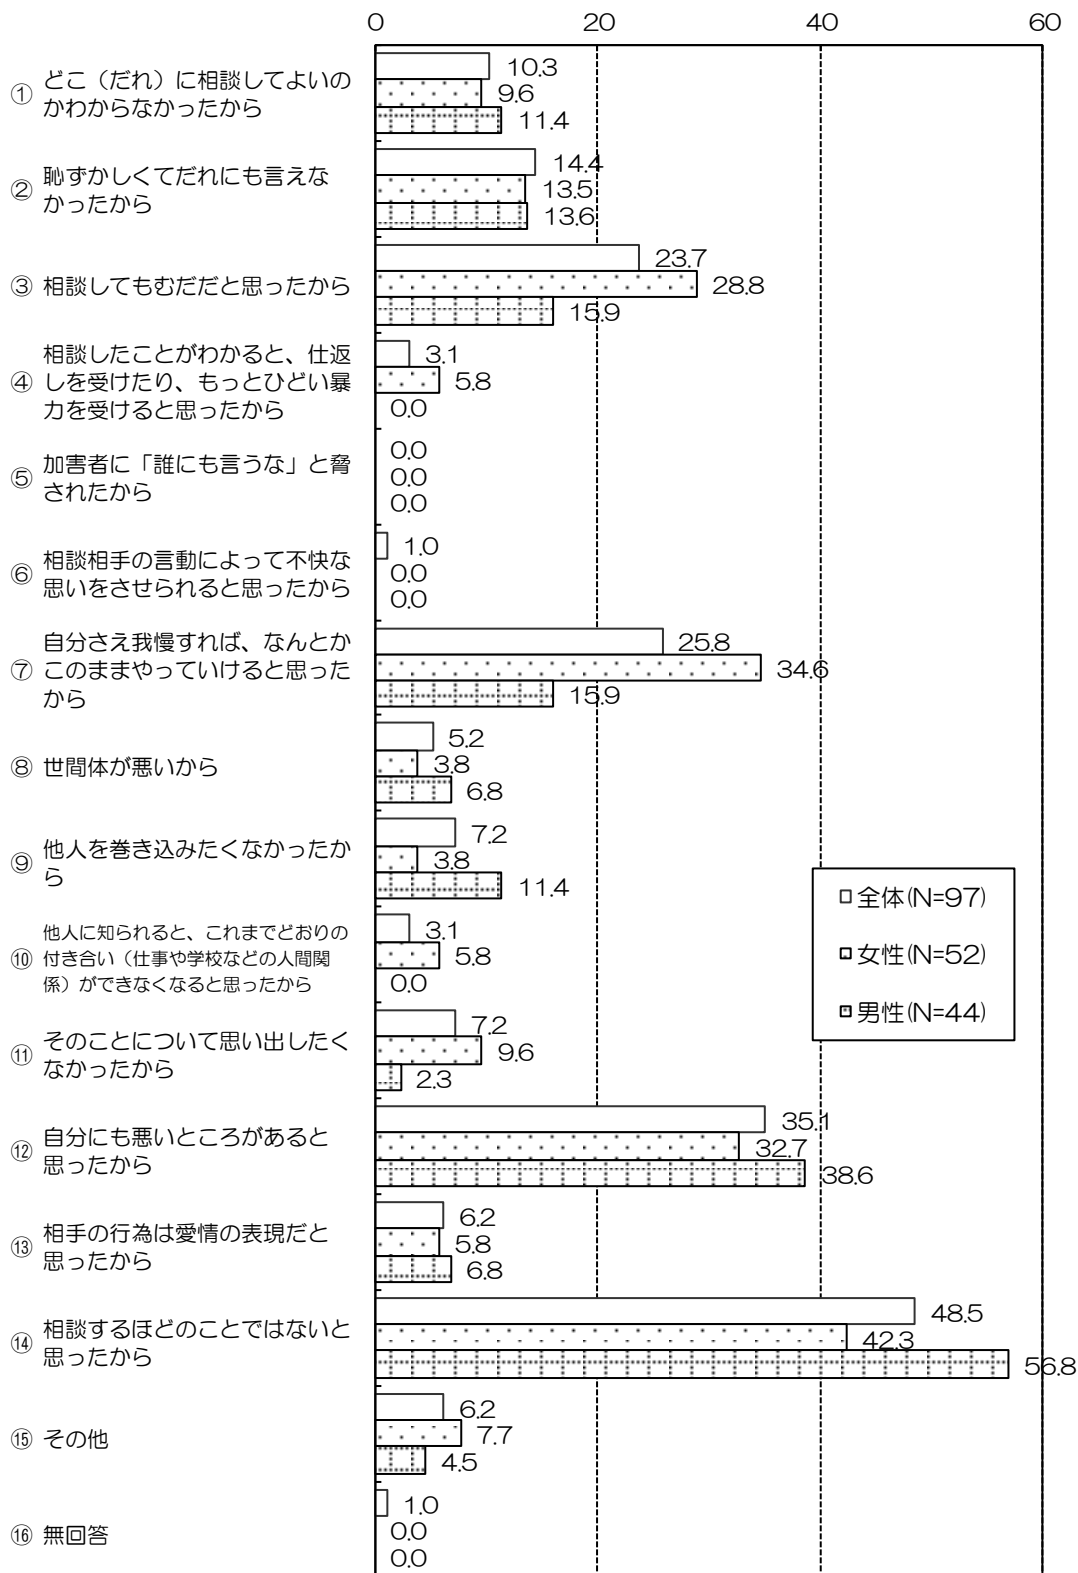 0 20 40 60
① どこ（だれ）に相談してよいの
かわからなかったから
10.3
9.6
11.4
② 恥ずかしくてだれにも言えな
かったから
14.4
13.5
13.6
③ 相談してもむだだと思ったから
23.7
28.8
15.9
相談したことがわかると、仕返
④ しを受けたり、もっとひどい暴
力を受けると思ったから
3.1
5.8
0.0
⑤ 加害者に「誰にも言うな」と脅
されたから
0.0
0.0
0.0
⑥ 相談相手の言動によって不快な
思いをさせられると思ったから
1.0
0.0
0.0
自分さえ我慢すれば、なんとか
⑦ このままやっていけると思った
から
25.8
34.6
15.9
⑧ 世間体が悪いから
5.2
3.8
6.8
⑨ 他人を巻き込みたくなかったか
ら
7.2
3.8
11.4
他人に知られると、これまでどおりの
⑩ 付き合い（仕事や学校などの人間関
係）ができなくなると思ったから
3.1
5.8
0.0
⑪ そのことについて思い出したく
なかったから
7.2
9.6
2.3
⑫ 自分にも悪いところがあると
思ったから
35.1
32.7
38.6
⑬ 相手の行為は愛情の表現だと
思ったから
6.2
5.8
6.8
⑭ 相談するほどのことではないと
思ったから
48.5
42.3
56.8
⑮ その他
6.2
7.7
4.5
⑯ 無回答
1.0
0.0
0.0
全体(N=97)
女性(N=52)
男性(N=44)